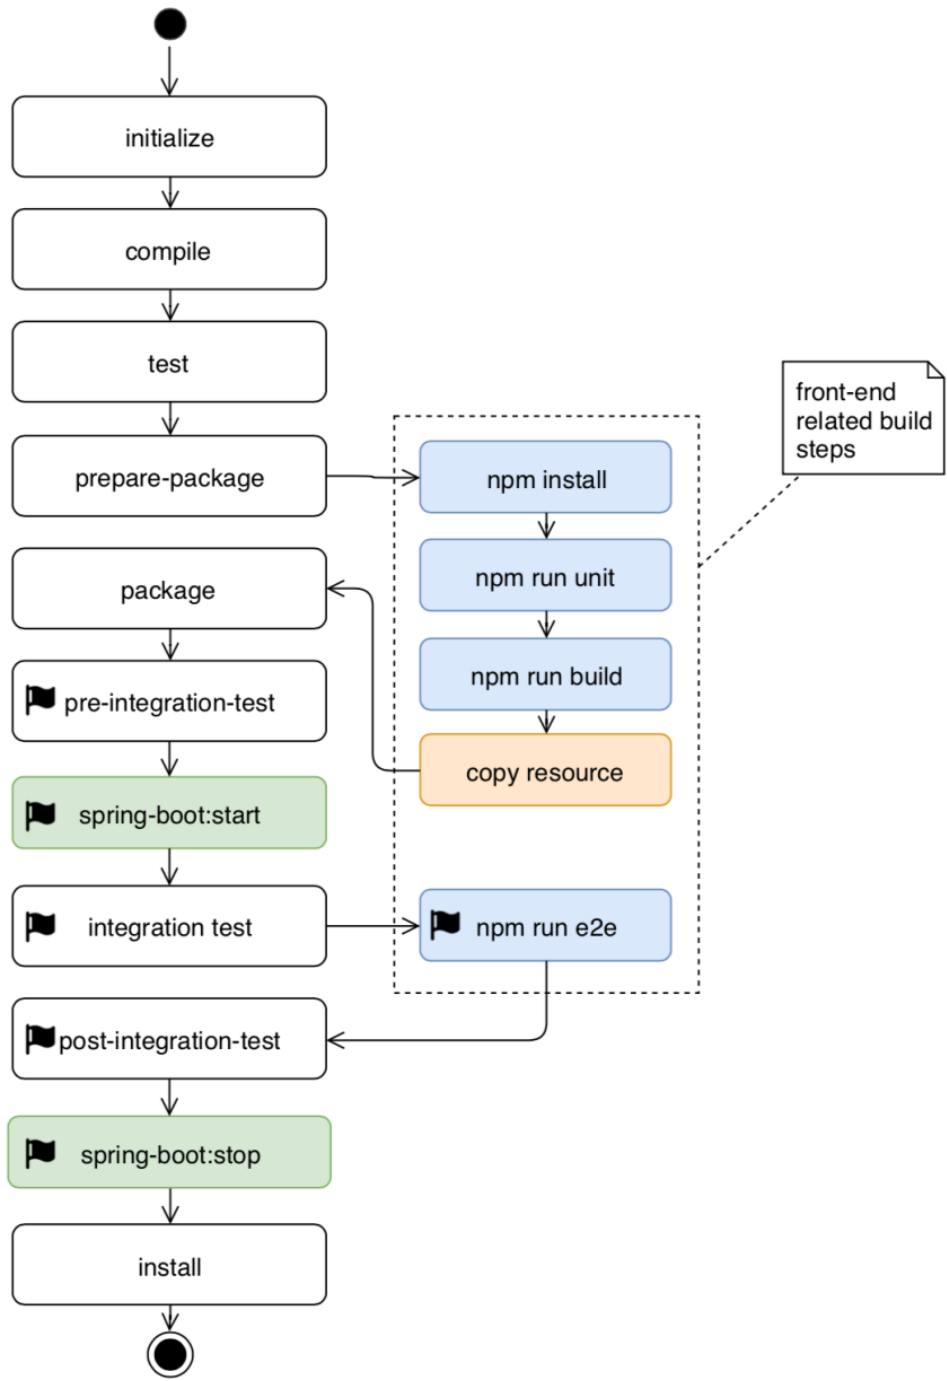 initialize
compile
test
prepare-package
npm install
front-end
related build
steps
npm run unit
package
npm run build
pre-integration-test
copy resource
spring-boot:start
integration test
npm run e2e
post-integration-test
spring-boot:stop
install